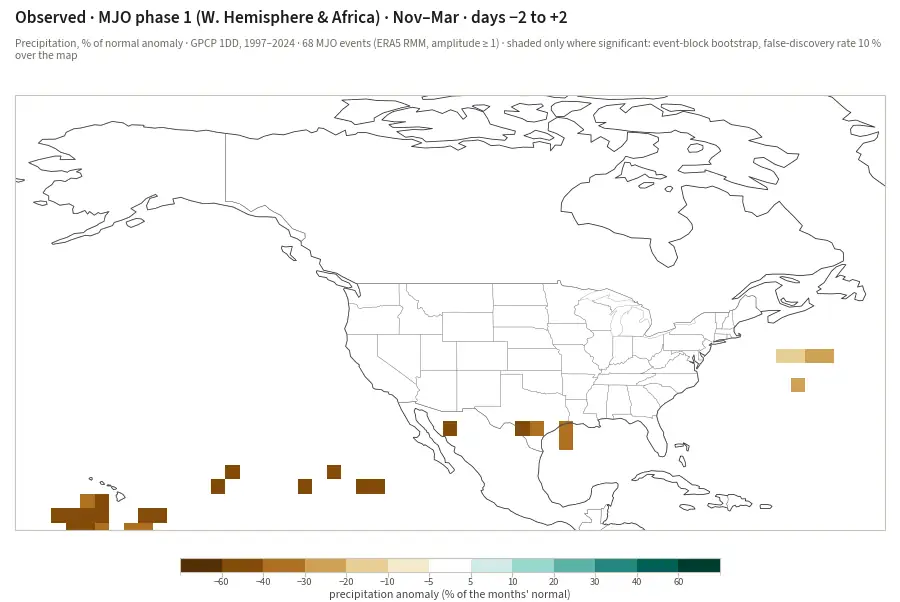 Observed · MJO phase 1 (W. Hemisphere & Africa) · Nov–Mar · days −2 to +2
Precipitation, % of normal anomaly · GPCP 1DD, 1997–2024 · 68 MJO events (ERA5 RMM, amplitude ≥ 1) · shaded only where significant: event-block bootstrap, false-discovery rate 10 %
over the map
−60 −40 −30 −20 −10 −5 5 10 20 30 40 60
precipitation anomaly (% of the months' normal)